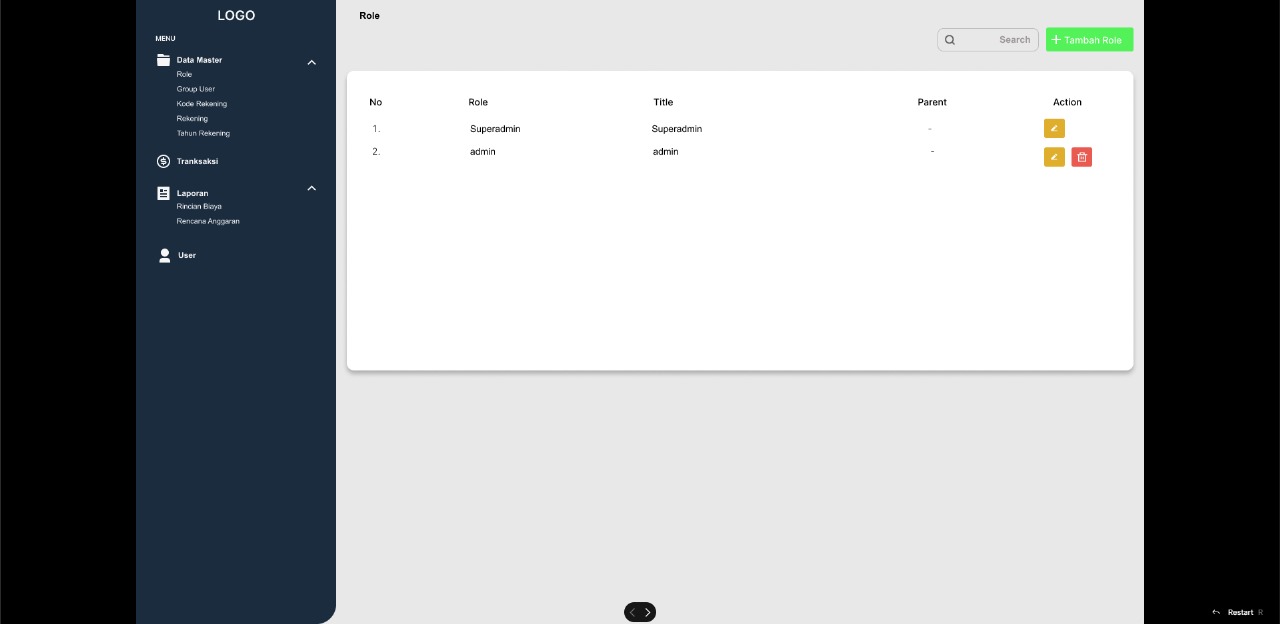 LOGO
MENU
Data Master
Role
Group User
Kode Rekening
Rekening
Tahun Rekening
Tranksaksi
Laporan
Rincian Biaya
Rencana Anggaran
User
Role
Search
+ Tambah Role
No Role Title Parent Action
1. Superadmin Superadmin -
2. admin admin -
Restart R